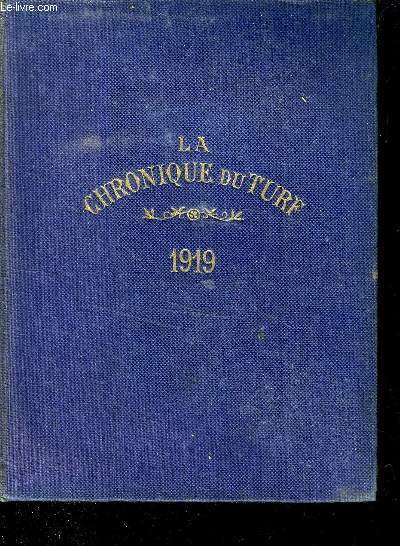 Le-livre.com
LA
CHRONIQUE DU TURF
1919